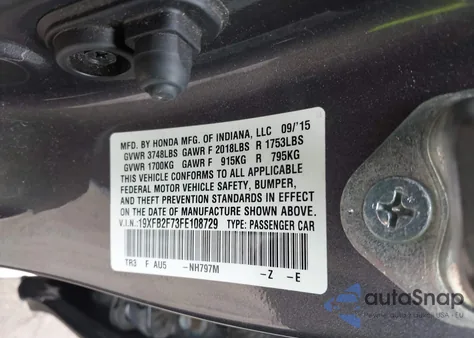 MFD. BY HONDA MFG. OF INDIANA, LLC 09/'15
GVWR 3748LBS GAWR F 2018LBS R 1753LBS
GVWR 1700KG GAWR F 915KG R 795KG
THIS VEHICLE CONFORMS TO ALL APPLICABLE
FEDERAL MOTOR VEHICLE SAFETY, BUMPER,
AND THEFT PREVENTION STANDARDS IN EFFECT
ON THE DATE OF MANUFACTURE SHOWN ABOVE.
V.I.N.: 19XFB2F73FE108729 TYPE: PASSENGER CAR
TR3 F AU5 -NH797M -Z -E
autoSnap